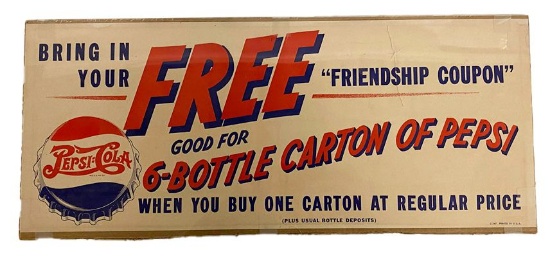 BRING IN
YOUR
FREE
"FRIENDSHIP COUPON"
GOOD FOR
6-BOTTLE CARTON OF PEPSI
PEPSI-COLA
WHEN YOU BUY ONE CARTON AT REGULAR PRICE
(PLUS USUAL BOTTLE DEPOSITS)